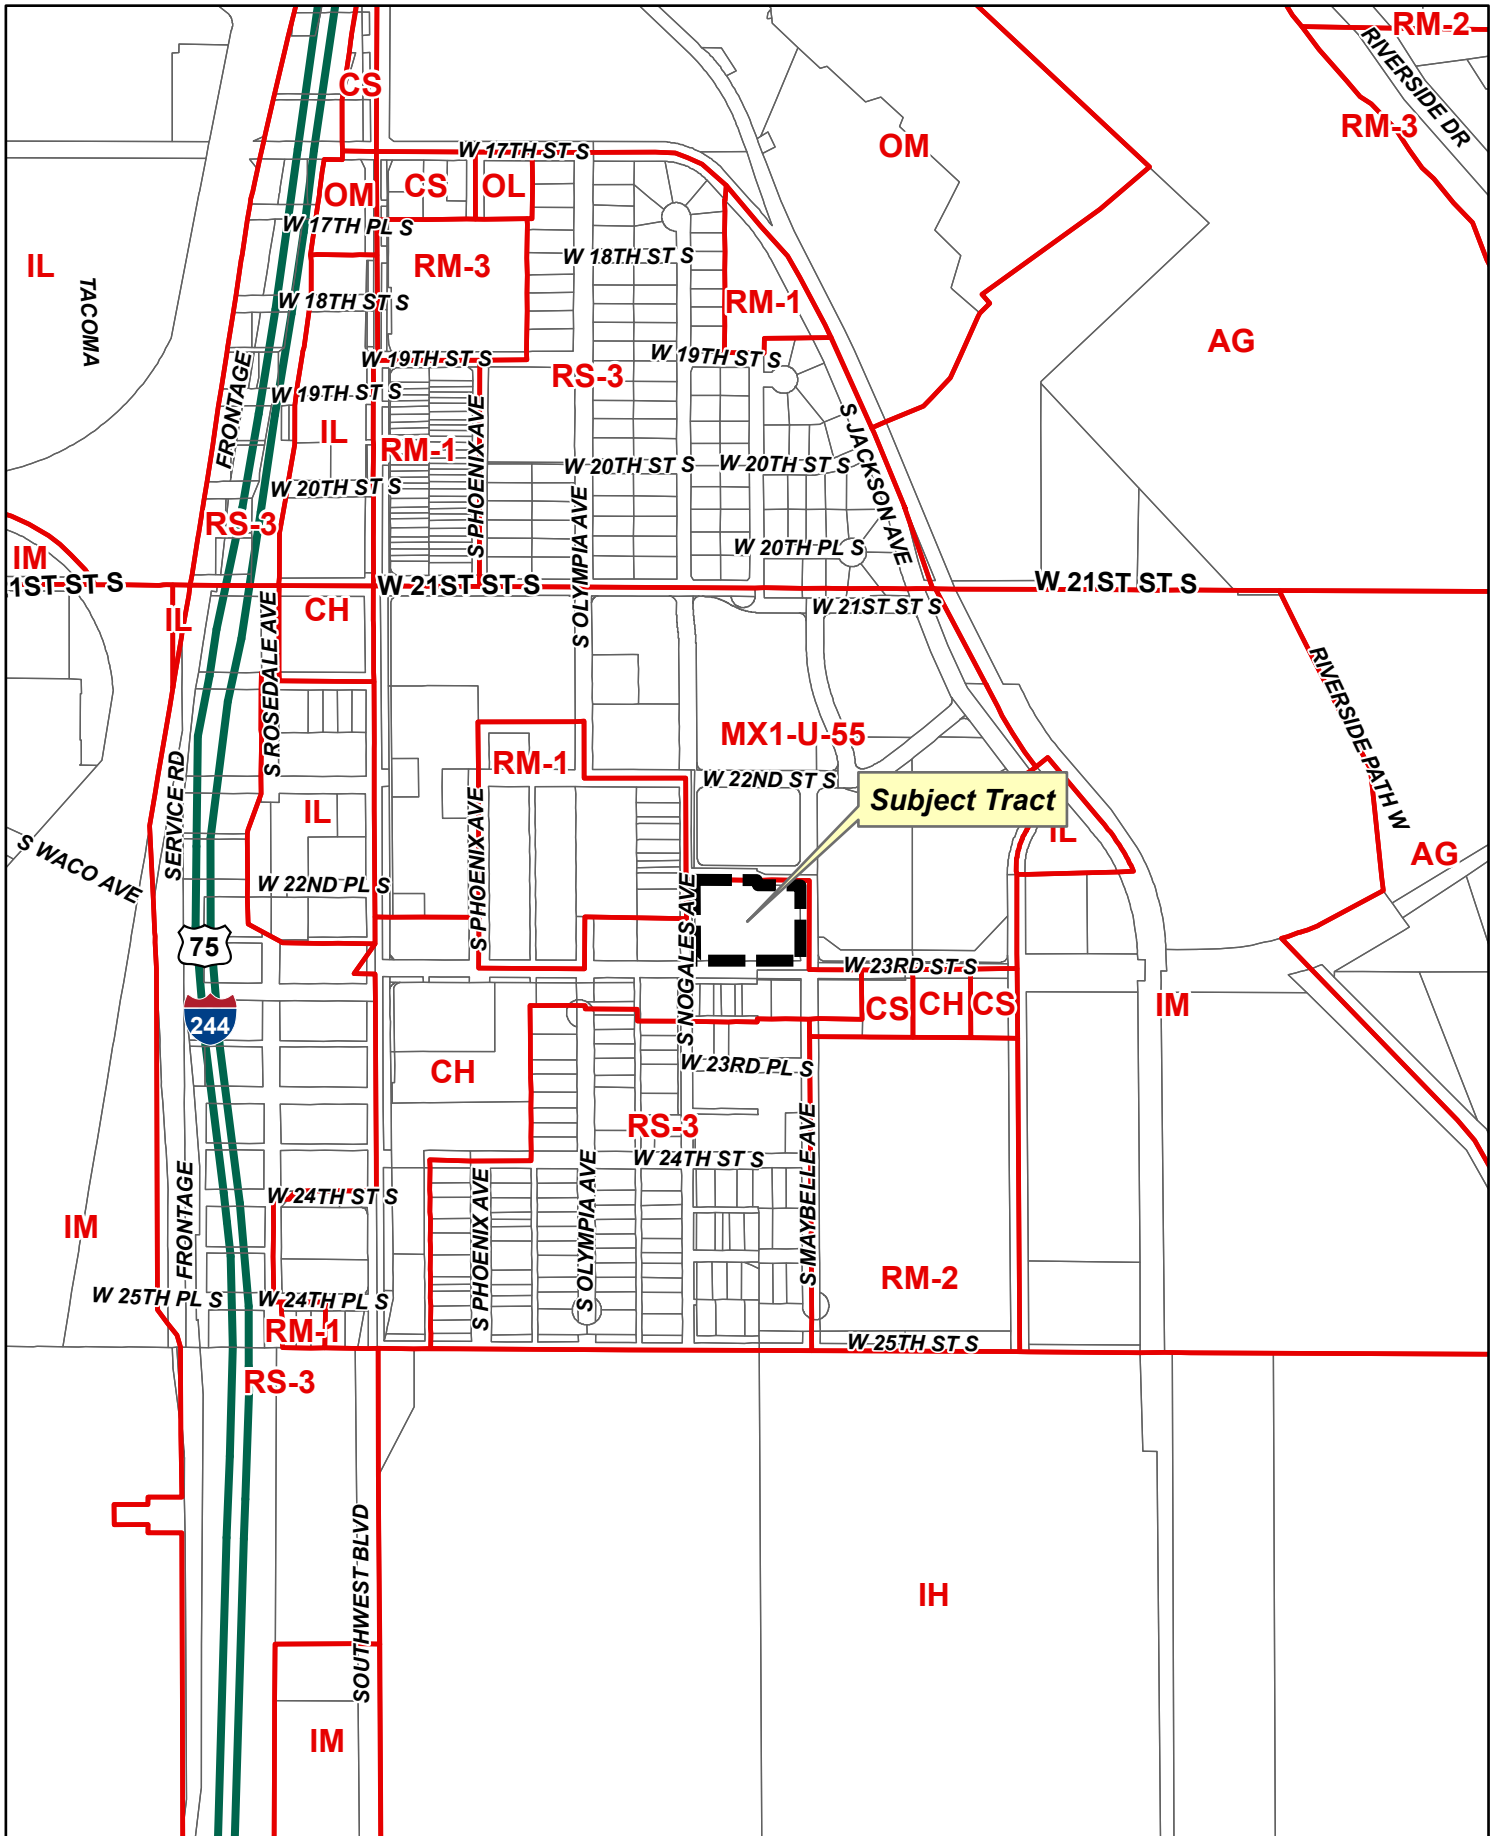 RM-2
RIVERSIDE DR
CS
RM-3
OM
W 17TH ST S
OM
CS
OL
W 17TH PL S
IL
TACOMA
RM-3
W 18TH ST S
W 18TH ST S
RM-1
AG
FRONTAGE
W 19TH ST S
W 19TH ST S
RS-3
W 19TH ST S
IL
RM-1
S PHOENIX AVE
S JACKSON AVE
W 20TH ST S
W 20TH ST S
W 20TH ST S
RS-3
S OLYMPIA AVE
W 20TH PL S
IM
1ST ST S
W 21ST ST S
W 21ST ST S
IL
S ROSEDALE AVE
CH
W 21ST ST S
RIVERSIDE PATH W
MX1-U-55
RM-1
W 22ND ST S
SERVICE RD
IL
S PHOENIX AVE
Subject Tract
IL
S WACO AVE
AG
W 22ND PL S
S NOGALES AVE
75
W 23RD ST S
244
CS
CH
CS
IM
CH
W 23RD PL S
RS-3
S MAYBELLE AVE
W 24TH ST S
FRONTAGE
W 24TH ST S
S PHOENIX AVE
S OLYMPIA AVE
IM
RM-2
W 25TH PL S
W 24TH PL S
RM-1
W 25TH ST S
RS-3
SOUTHWEST BLVD
IH
IM